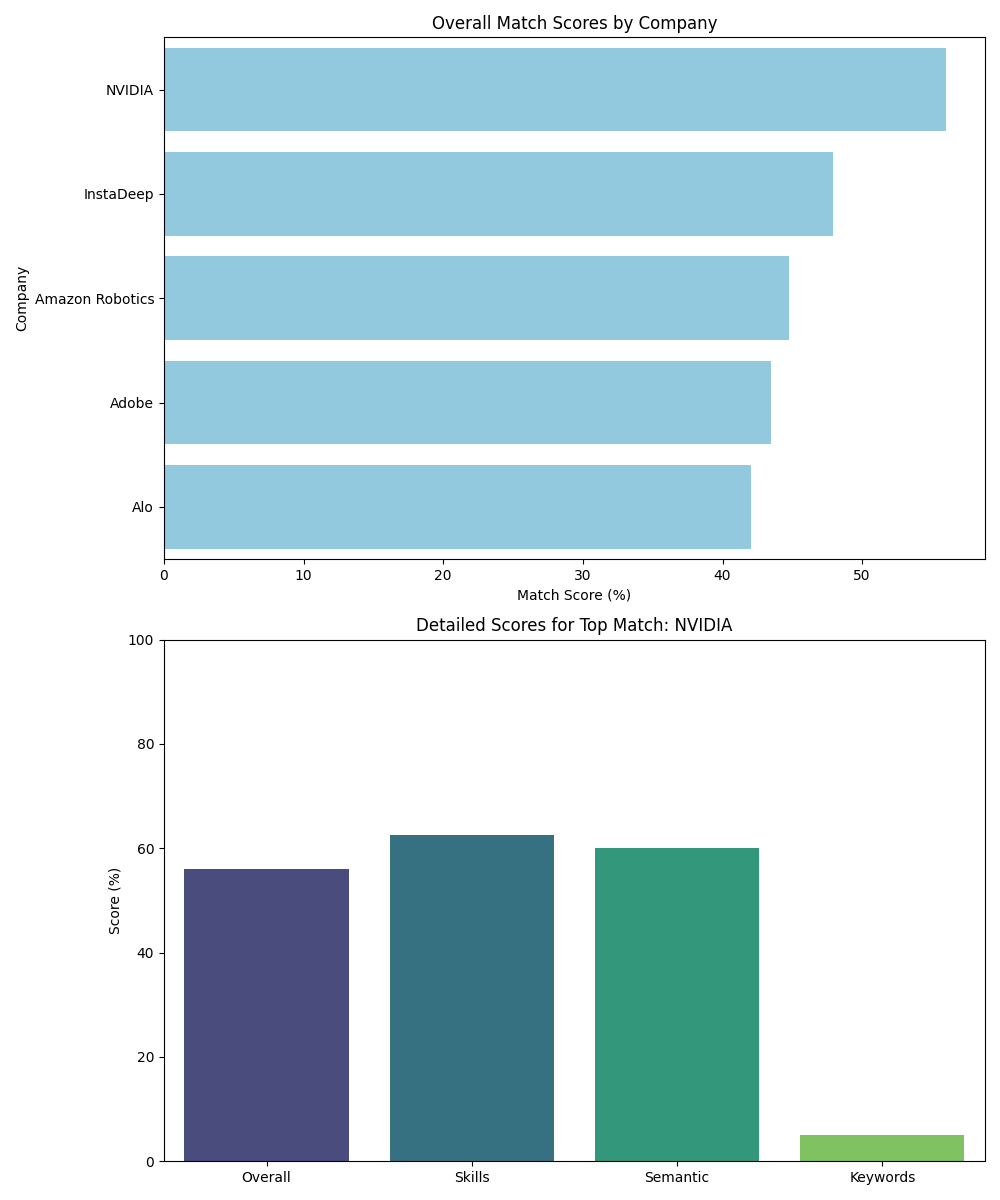 Overall Match Scores by Company
NVIDIA
InstaDeep
Amazon Robotics
Adobe
Alo
Company
0 10 20 30 40 50
Match Score (%)
Detailed Scores for Top Match: NVIDIA
100
80
60
40
20
0
Score (%)
Overall Skills Semantic Keywords